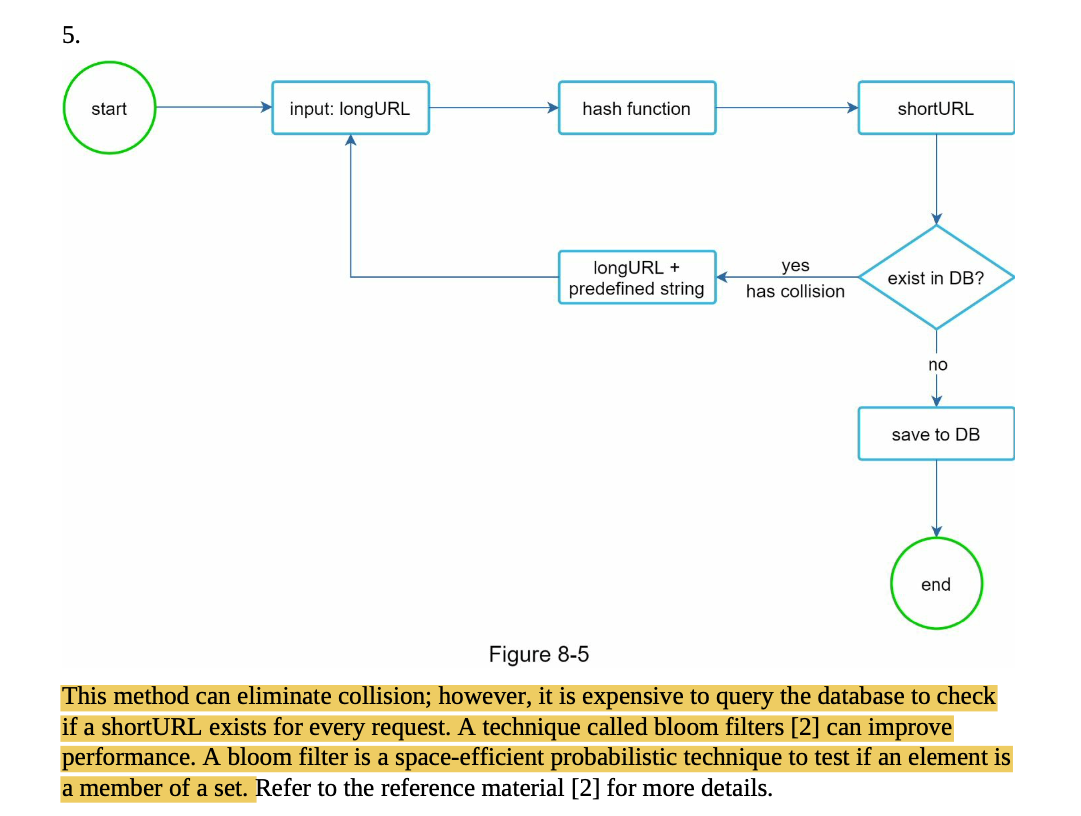 5.
start
input: longURL
hash function
shortURL
longURL +
predefined string
yes
has collision
exist in DB?
no
save to DB
end
Figure 8-5
This method can eliminate collision; however, it is expensive to query the database to check
if a shortURL exists for every request. A technique called bloom filters [2] can improve
performance. A bloom filter is a space-efficient probabilistic technique to test if an element is
a member of a set. Refer to the reference material [2] for more details.